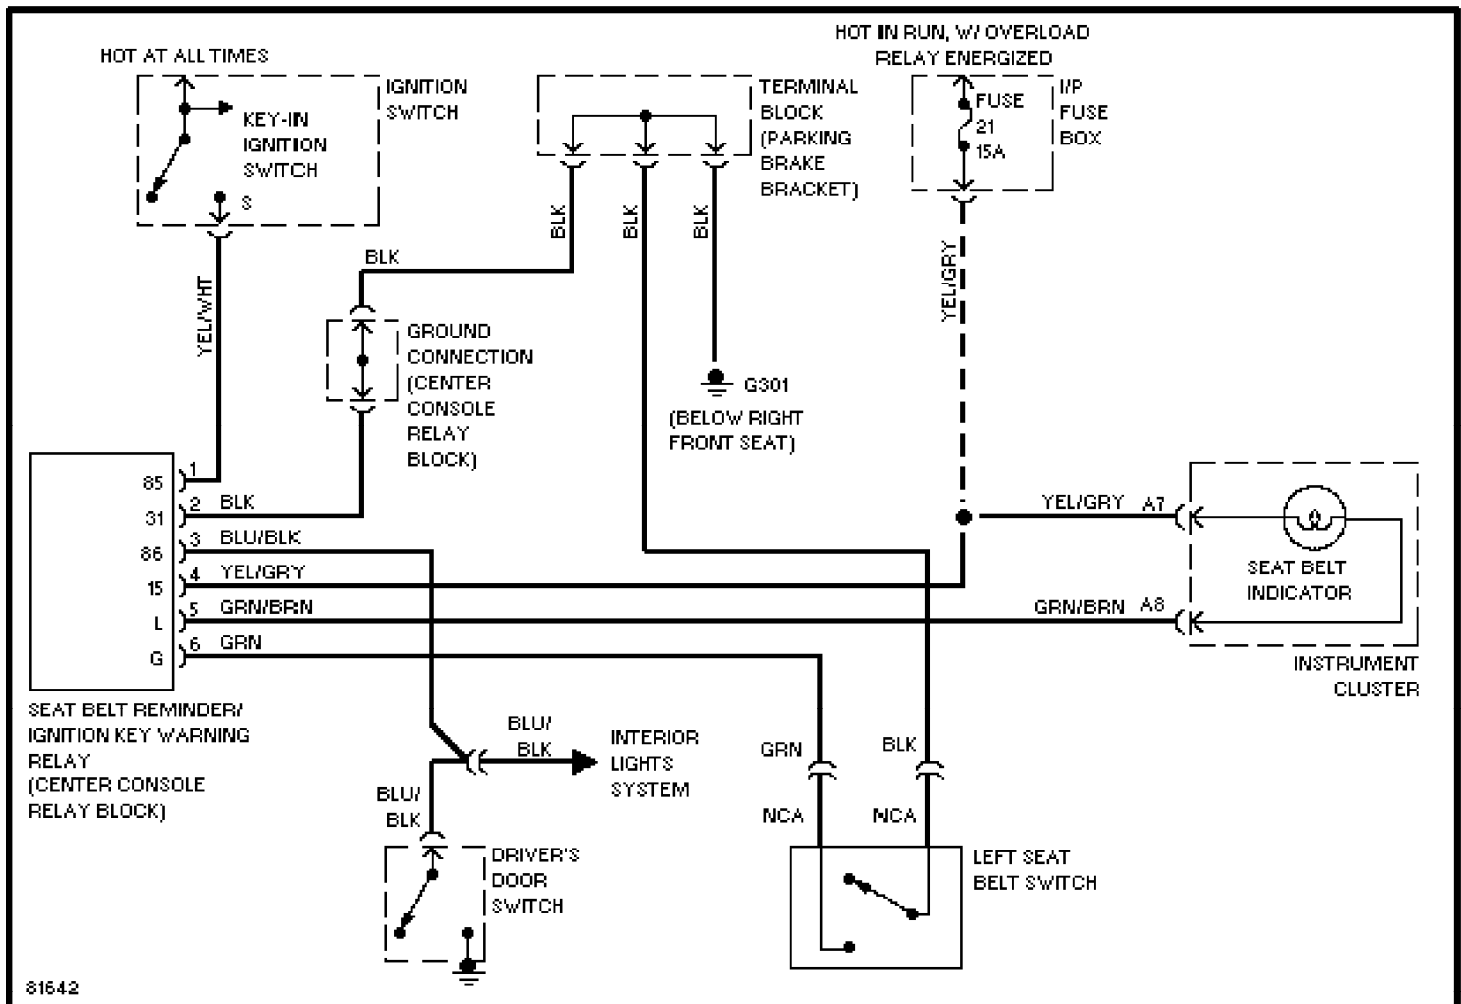 HOT AT ALL TIMES
IGNITION
SWITCH
KEY-IN
IGNITION
SWITCH
S
TERMINAL
BLOCK
(PARKING
BRAKE
BRACKET)
HOT IN RUN, W/ OVERLOAD
RELAY ENERGIZED
FUSE
21
15A
I/P
FUSE
BOX
YEL/WHT
BLK
BLK
BLK
BLK
YEL/GRY
GROUND
CONNECTION
(CENTER
CONSOLE
RELAY
BLOCK)
G301
(BELOW RIGHT
FRONT SEAT)
85 1
31 2 BLK
86 3 BLU/BLK
15 4 YEL/GRY
L 5 GRN/BRN
G 6 GRN
YEL/GRY A7
GRN/BRN A8
SEAT BELT
INDICATOR
INSTRUMENT
CLUSTER
SEAT BELT REMINDER/
IGNITION KEY WARNING
RELAY
(CENTER CONSOLE
RELAY BLOCK)
BLU/
BLK
INTERIOR
LIGHTS
SYSTEM
BLU/
BLK
DRIVER'S
DOOR
SWITCH
GRN
BLK
NCA
NCA
LEFT SEAT
BELT SWITCH
81642